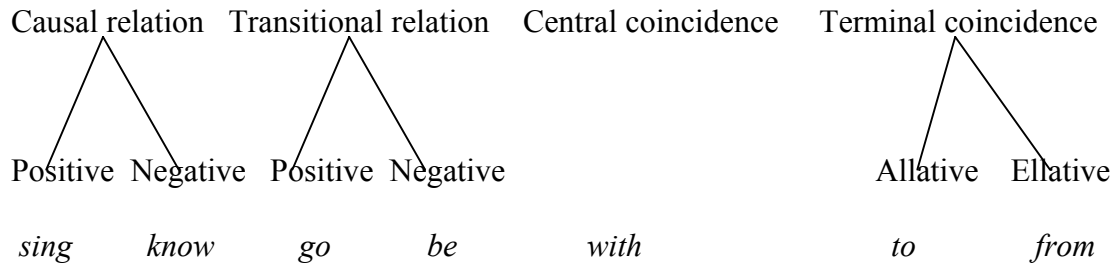 Causal relation Transitional relation Central coincidence Terminal coincidence
Positive Negative Positive Negative Allative Ellative
sing know go be with to from